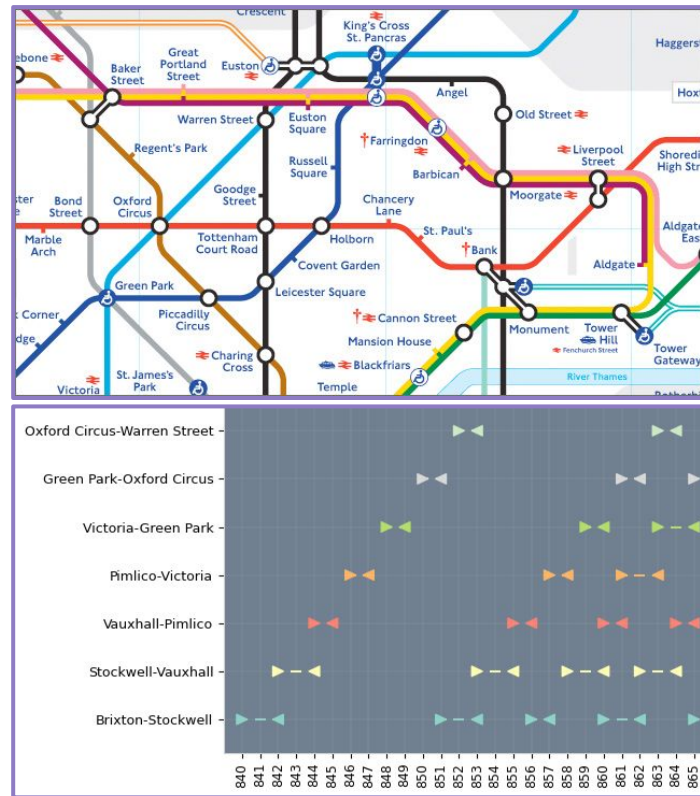 Crescent
King's Cross
St. Pancras
Haggers
ebone
Baker
Street
Great
Portland
Street
Euston
Angel
Hoxt
Warren Street
Euston
Square
Old Street
† Farringdon
Liverpool
Street
Shoredi
High Stre
Regent's Park
Russell
Square
Barbican
Moorgate
Bond
Street
Oxford
Circus
Goodge
Street
Chancery
Lane
ster
te
Marble
Arch
Tottenham
Court Road
Holborn
St. Paul's
† Bank
Aldgate
Eas
Aldgate
Covent Garden
Green Park
Leicester Square
k Corner
dge
Piccadilly
Circus
† Cannon Street
Monument
Tower
Hill
Fenchurch Street
Mansion House
Tower
Gateway
Charing
Cross
Blackfriars
St. James's
Park
Victoria
Temple
River Thames
Oxford Circus-Warren Street
Green Park-Oxford Circus
Victoria-Green Park
Pimlico-Victoria
Vauxhall-Pimlico
Stockwell-Vauxhall
Brixton-Stockwell
840 841 842 843 844 845 846 847 848 849 850 851 852 853 854 855 856 857 858 859 860 861 862 863 864 865